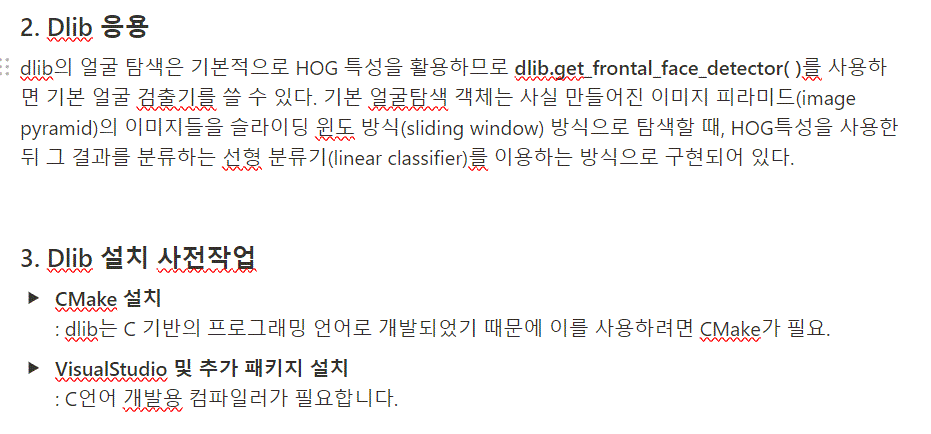 2. Dlib 응용
dlib의 얼굴 탐색은 기본적으로 HOG 특성을 활용하므로 dlib.get_frontal_face_detector( )를 사용하
면 기본 얼굴 검출기를 쓸 수 있다. 기본 얼굴탐색 객체는 사실 만들어진 이미지 피라미드(image
pyramid)의 이미지들을 슬라이딩 윈도 방식(sliding window) 방식으로 탐색할 때, HOG특성을 사용한
뒤 그 결과를 분류하는 선형 분류기(linear classifier)를 이용하는 방식으로 구현되어 있다.
3. Dlib 설치 사전작업
CMake 설치
: dlib는 C 기반의 프로그래밍 언어로 개발되었기 때문에 이를 사용하려면 CMake가 필요.
VisualStudio 및 추가 패키지 설치
: C언어 개발용 컴파일러가 필요합니다.